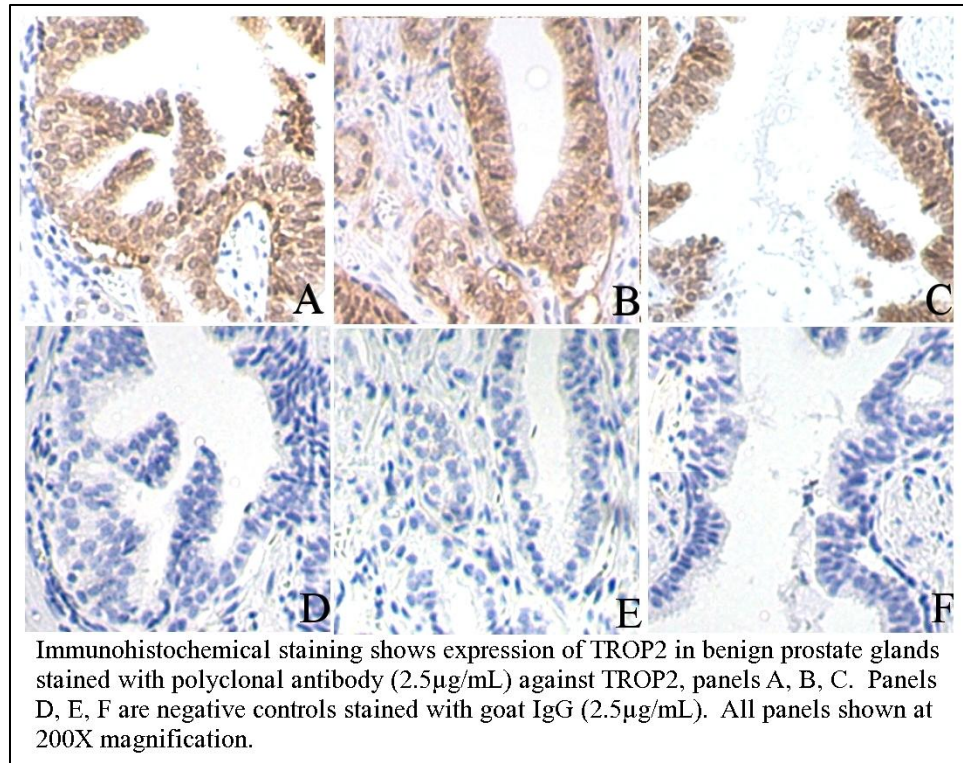 A
B
C
D
E
F
Immunohistochemical staining shows expression of TROP2 in benign prostate glands
stained with polyclonal antibody (2.5µg/mL) against TROP2, panels A, B, C.  Panels
D, E, F are negative controls stained with goat IgG (2.5µg/mL).  All panels shown at
200X magnification.